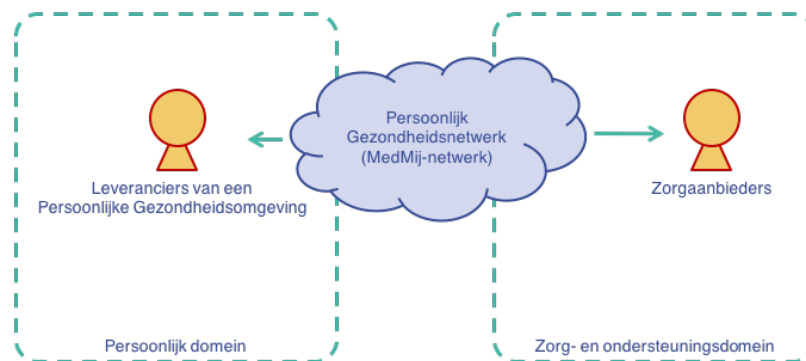 Persoonlijk
Gezondheidsnetwerk
(MedMij-netwerk)
Leveranciers van een
Persoonlijke Gezondheidsomgeving
Zorgaanbieders
Persoonlijk domein
Zorg- en ondersteuningsdomein